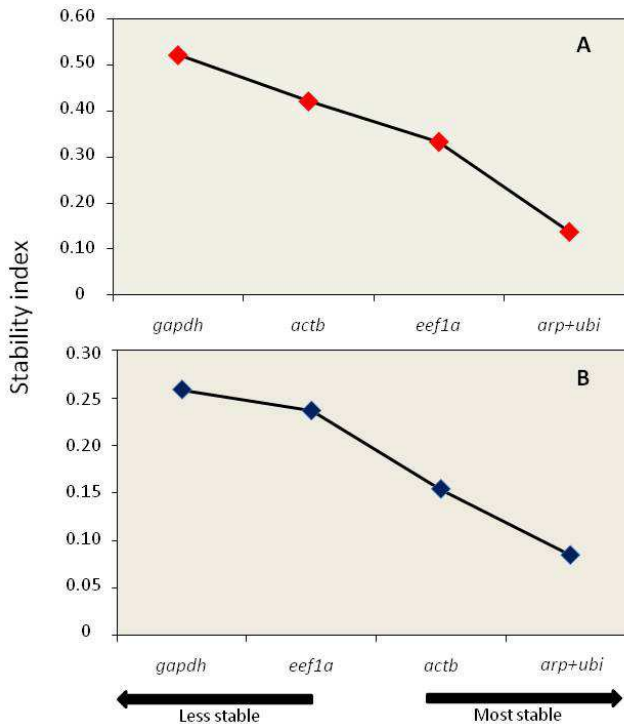 0.60
A
0.50
0.40
0.30
0.20
0.10
0
gapdh actb eef1a arp+ubi
Stability index
0.30
B
0.25
0.20
0.15
0.10
0.05
0
gapdh eef1a actb arp+ubi
Less stable Most stable